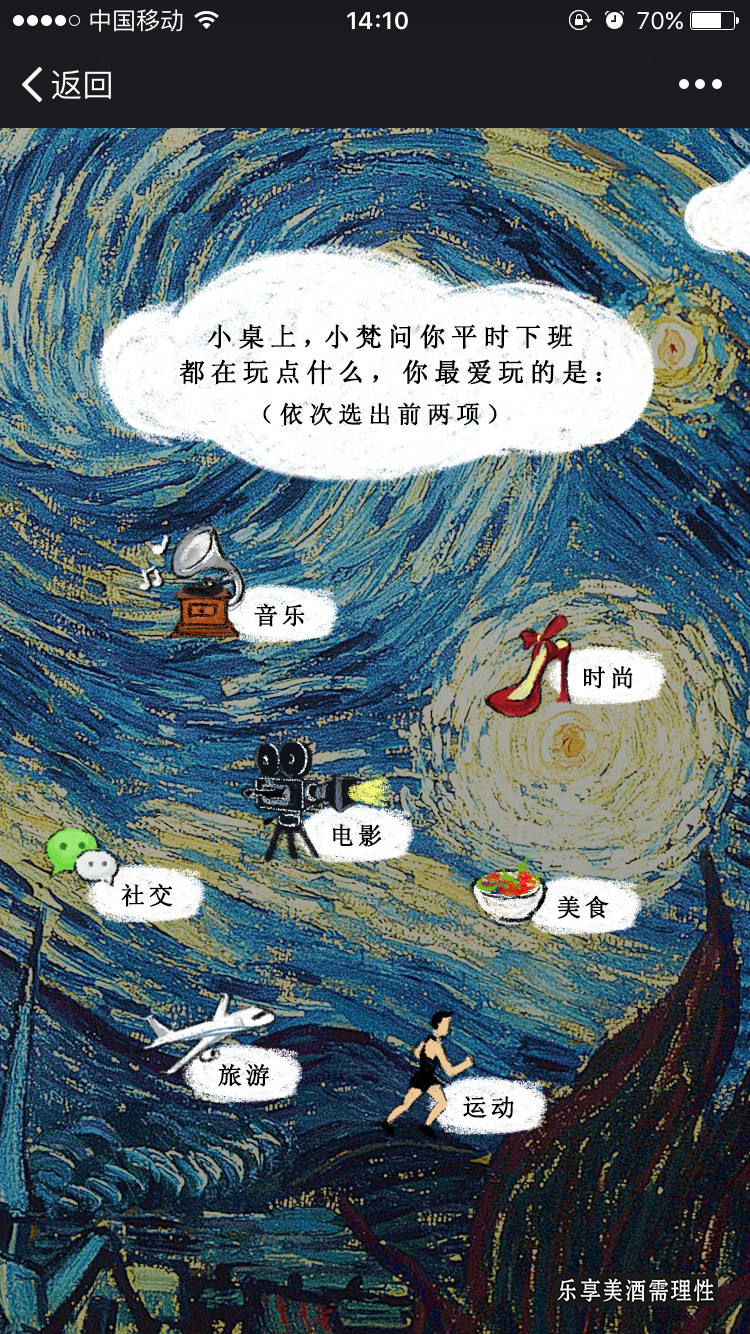 中国移动
14:10
70%
返回
小桌上，小梵问你平时下班
都在玩点什么，你最爱玩的是：
（依次选出前两项）
音乐
时尚
电影
社交
美食
旅游
运动
乐享美酒需理性